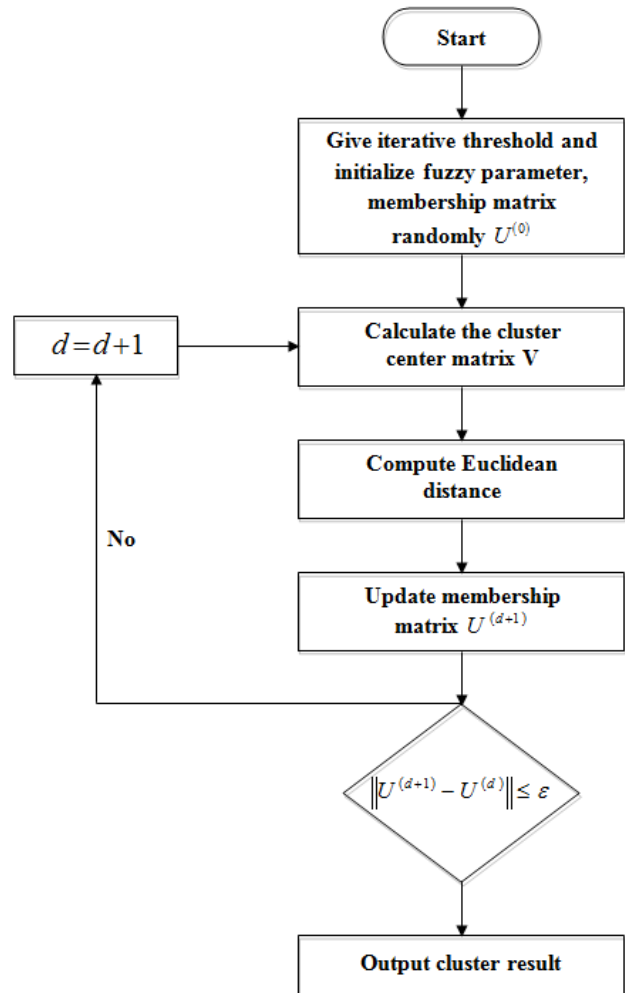 Start
Give iterative threshold and
initialize fuzzy parameter,
membership matrix
randomly U^(0)
d=d+1
Calculate the cluster
center matrix V
Compute Euclidean
distance
No
Update membership
matrix U^(d+1)
‖U^(d+1) − U^(d)‖ ≤ ε
Output cluster result